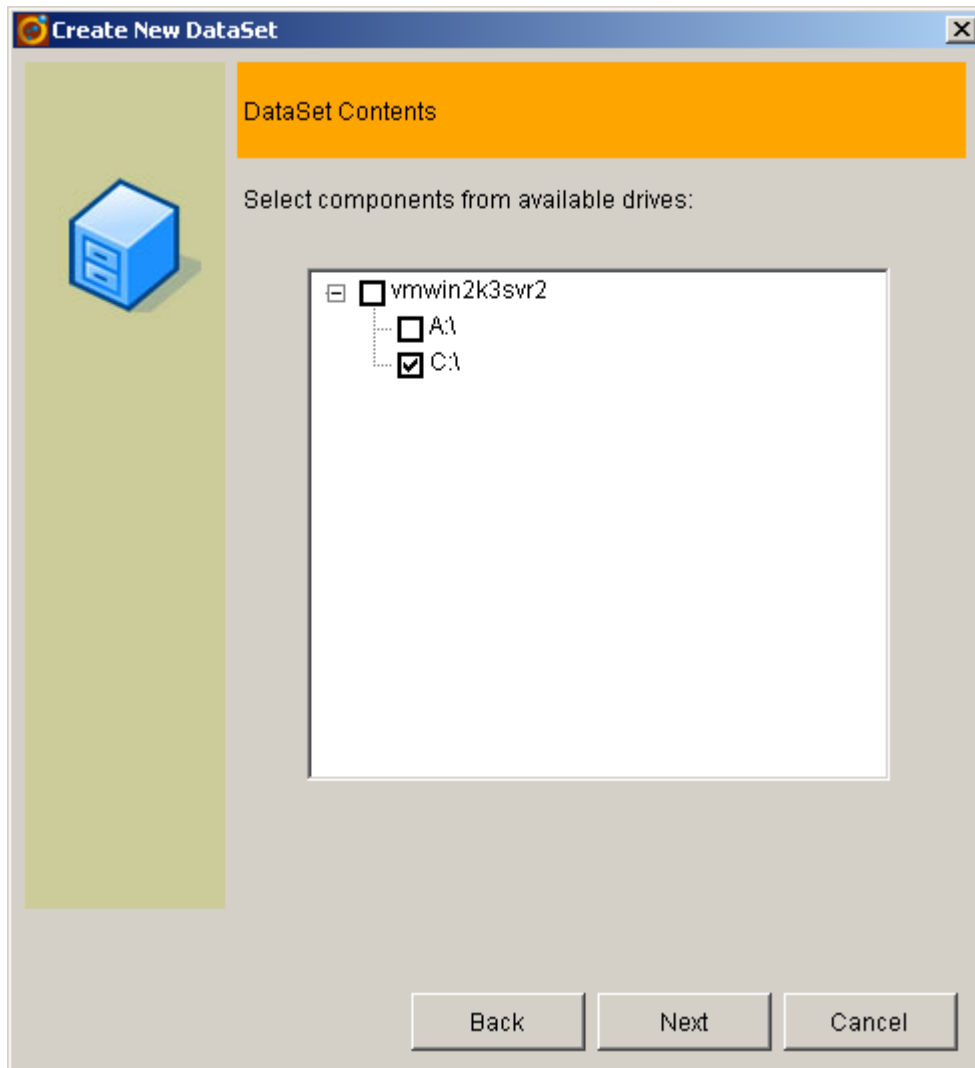 Create New DataSet
DataSet Contents
Select components from available drives:
vmwin2k3svr2
A:\
C:\
Back Next Cancel